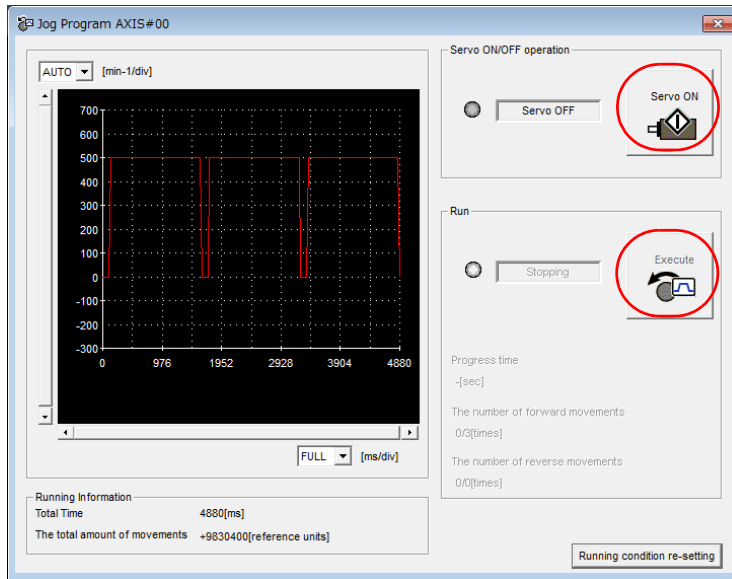 Jog Program AXIS#00
AUTO [min-1/div]
700
600
500
400
300
200
100
0
-100
-200
-300
0 976 1952 2928 3904 4880
FULL [ms/div]
Running Information
Total Time 4880[ms]
The total amount of movements +9830400[reference units]
Servo ON/OFF operation
Servo OFF
Servo ON
Run
Stopping
Execute
Progress time
-[sec]
The number of forward movements
0/3[times]
The number of reverse movements
0/0[times]
Running condition re-setting